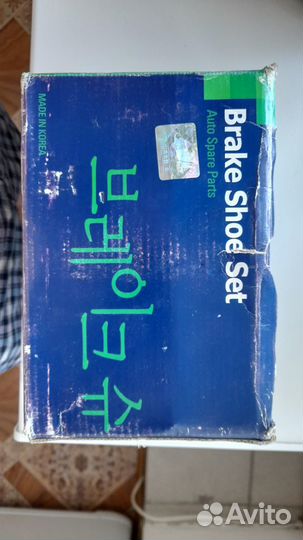 Brake Shoe Set
Auto Spare Parts
브레이크 슈
MADE IN KOREA
Avito